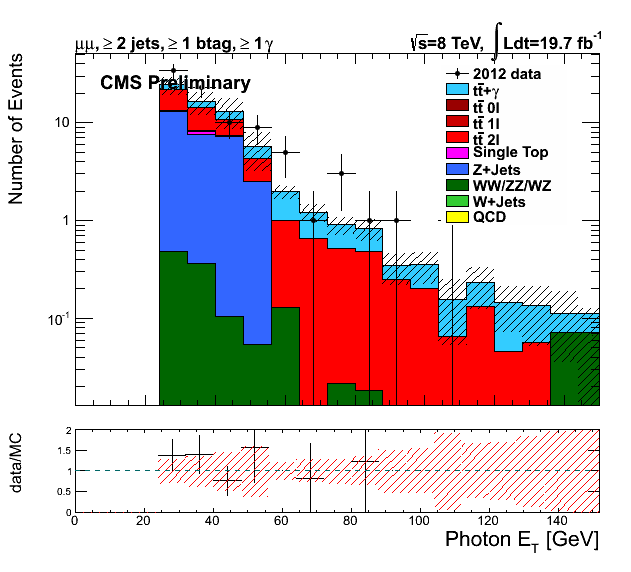 μμ, ≥ 2 jets, ≥ 1 btag, ≥ 1 γ
√s=8 TeV, ∫ Ldt=19.7 fb⁻¹
CMS Preliminary
2012 data
tt̄+γ
tt̄ 0l
tt̄ 1l
tt̄ 2l
Single Top
Z+Jets
WW/ZZ/WZ
W+Jets
QCD
Number of Events
10
1
10⁻¹
data/MC
2
1.5
1
0.5
0
0 20 40 60 80 100 120 140
Photon E_T [GeV]